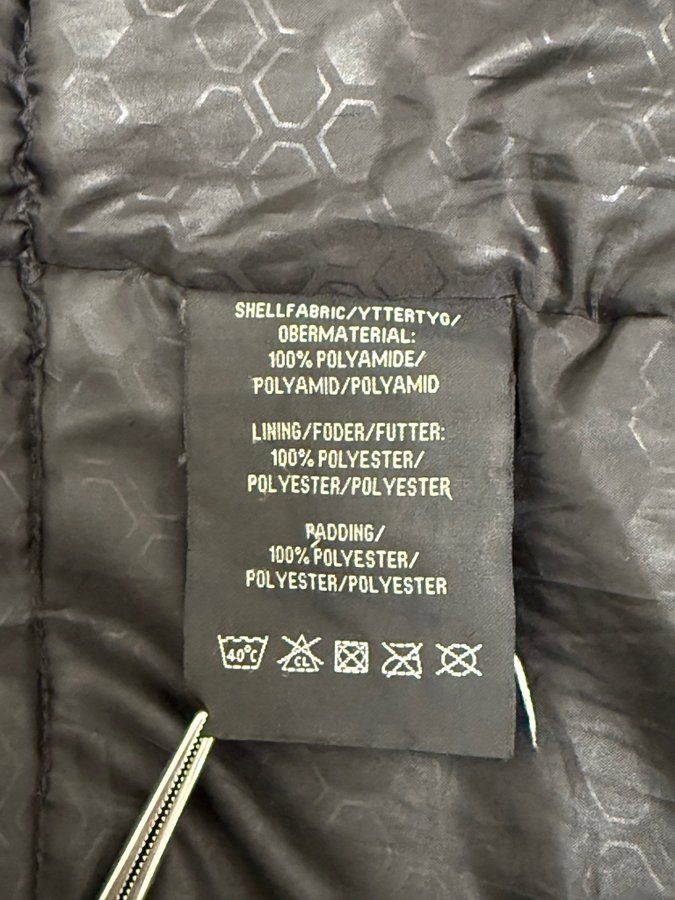 SHELLFABRIC/YTTERTYG/
OBERMATERIAL:
100% POLYAMIDE/
POLYAMID/POLYAMID
LINING/FODER/FUTTER:
100% POLYESTER/
POLYESTER/POLYESTER
PADDING/
100% POLYESTER/
POLYESTER/POLYESTER
40°C CL